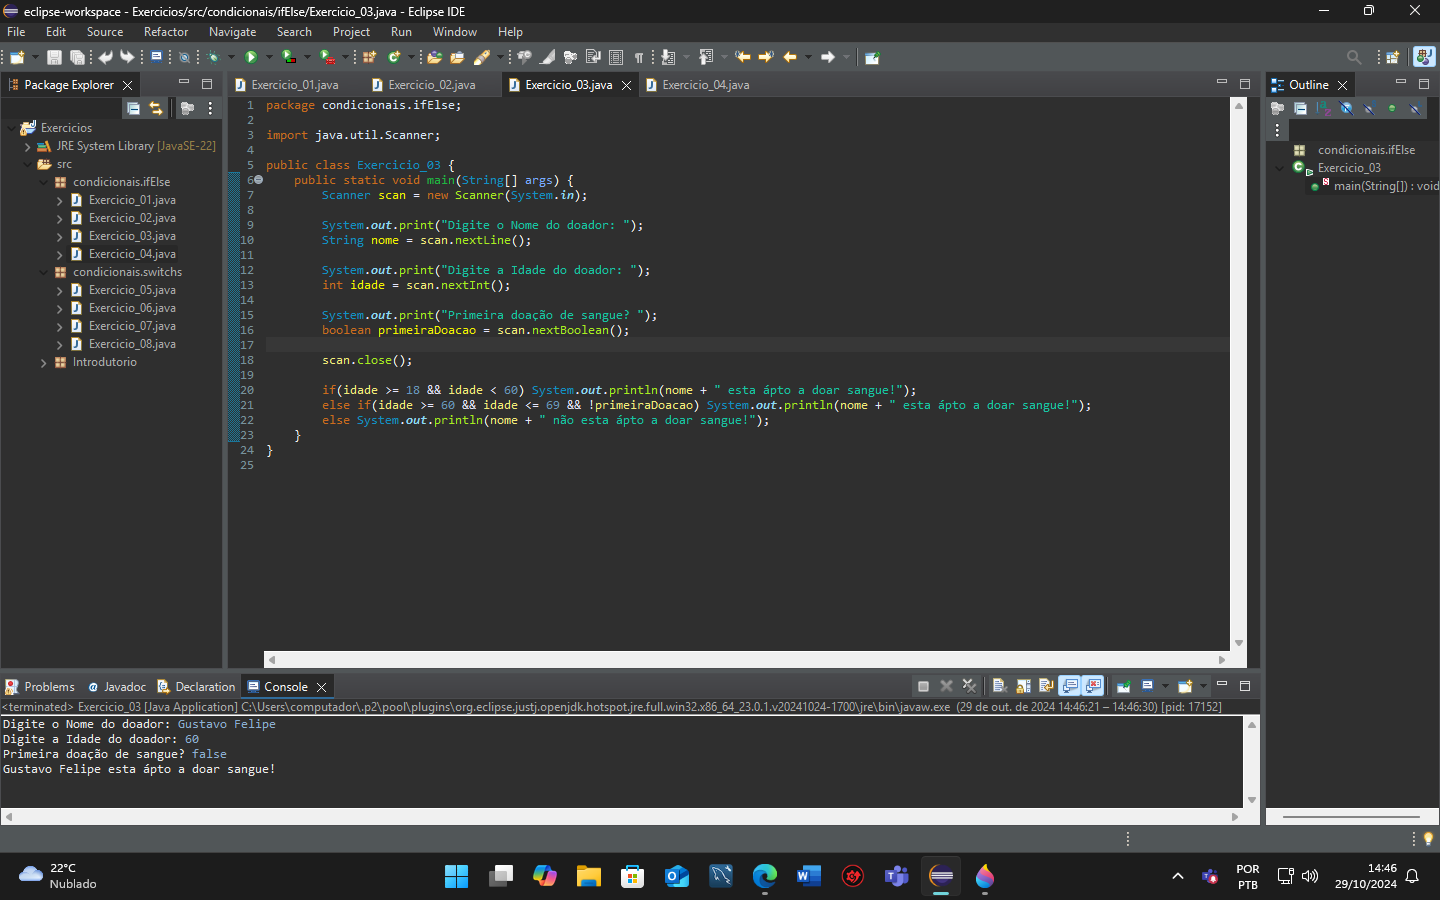 eclipse-workspace - Exercicios/src/condicionais/ifElse/Exercicio_03.java - Eclipse IDE
File Edit Source Refactor Navigate Search Project Run Window Help
Package Explorer
Exercicios
JRE System Library [JavaSE-22]
src
condicionais.ifElse
Exercicio_01.java
Exercicio_02.java
Exercicio_03.java
Exercicio_04.java
condicionais.switchs
Exercicio_05.java
Exercicio_06.java
Exercicio_07.java
Exercicio_08.java
Introdutorio
Exercicio_01.java Exercicio_02.java Exercicio_03.java Exercicio_04.java
1 package condicionais.ifElse;
2
3 import java.util.Scanner;
4
5 public class Exercicio_03 {
6 public static void main(String[] args) {
7 Scanner scan = new Scanner(System.in);
8
9 System.out.print("Digite o Nome do doador: ");
10 String nome = scan.nextLine();
11
12 System.out.print("Digite a Idade do doador: ");
13 int idade = scan.nextInt();
14
15 System.out.print("Primeira doação de sangue? ");
16 boolean primeiraDoacao = scan.nextBoolean();
17
18 scan.close();
19
20 if(idade >= 18 && idade < 60) System.out.println(nome + " esta ápto a doar sangue!");
21 else if(idade >= 60 && idade <= 69 && !primeiraDoacao) System.out.println(nome + " esta ápto a doar sangue!");
22 else System.out.println(nome + " não esta ápto a doar sangue!");
23 }
24 }
25
Outline
condicionais.ifElse
Exercicio_03
main(String[]) : void
Problems Javadoc Declaration Console
<terminated> Exercicio_03 [Java Application] C:\Users\computador\.p2\pool\plugins\org.eclipse.justj.openjdk.hotspot.jre.full.win32.x86_64_23.0.1.v20241024-1700\jre\bin\javaw.exe (29 de out. de 2024 14:46:21 – 14:46:30) [pid: 17152]
Digite o Nome do doador: Gustavo Felipe
Digite a Idade do doador: 60
Primeira doação de sangue? false
Gustavo Felipe esta ápto a doar sangue!
22°C
Nublado
POR
PTB
14:46
29/10/2024